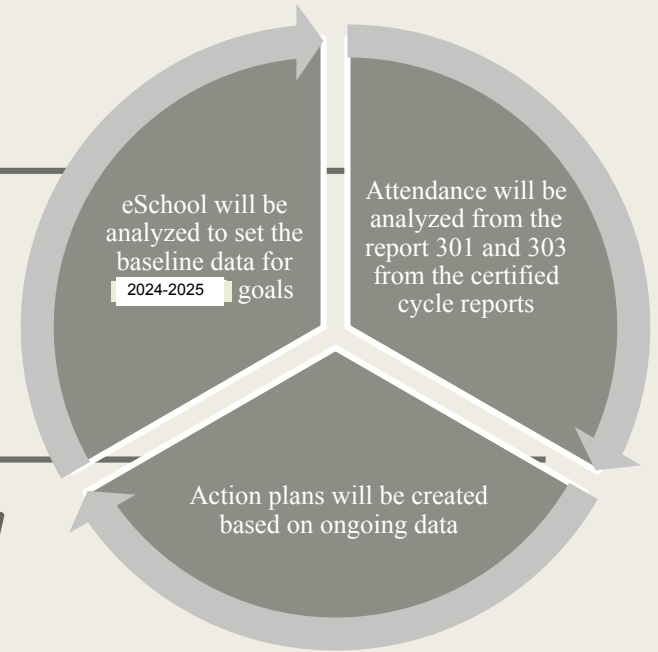 eSchool will be
analyzed to set the
baseline data for
2024-2025 goals
Attendance will be
analyzed from the
report 301 and 303
from the certified
cycle reports
Action plans will be created
based on ongoing data